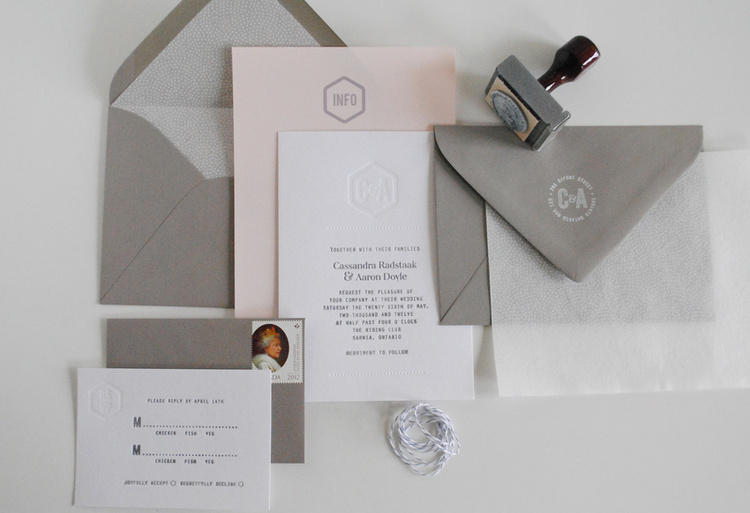 INFO
C&A
TOGETHER WITH THEIR FAMILIES
Cassandra Radstaak
& Aaron Doyle
REQUEST THE PLEASURE OF
YOUR COMPANY AT THEIR WEDDING
SATURDAY THE TWENTY SIXTH OF MAY,
TWO-THOUSAND AND TWELVE
AT HALF PAST FOUR O'CLOCK
THE RIDING CLUB
SARNIA, ONTARIO
MERRIMENT TO FOLLOW
C&A
2012
PLEASE REPLY BY APRIL 14TH
M
CHICKEN FISH VEG
M
CHICKEN FISH VEG
JOYFULLY ACCEPT REGRETFULLY DECLINE